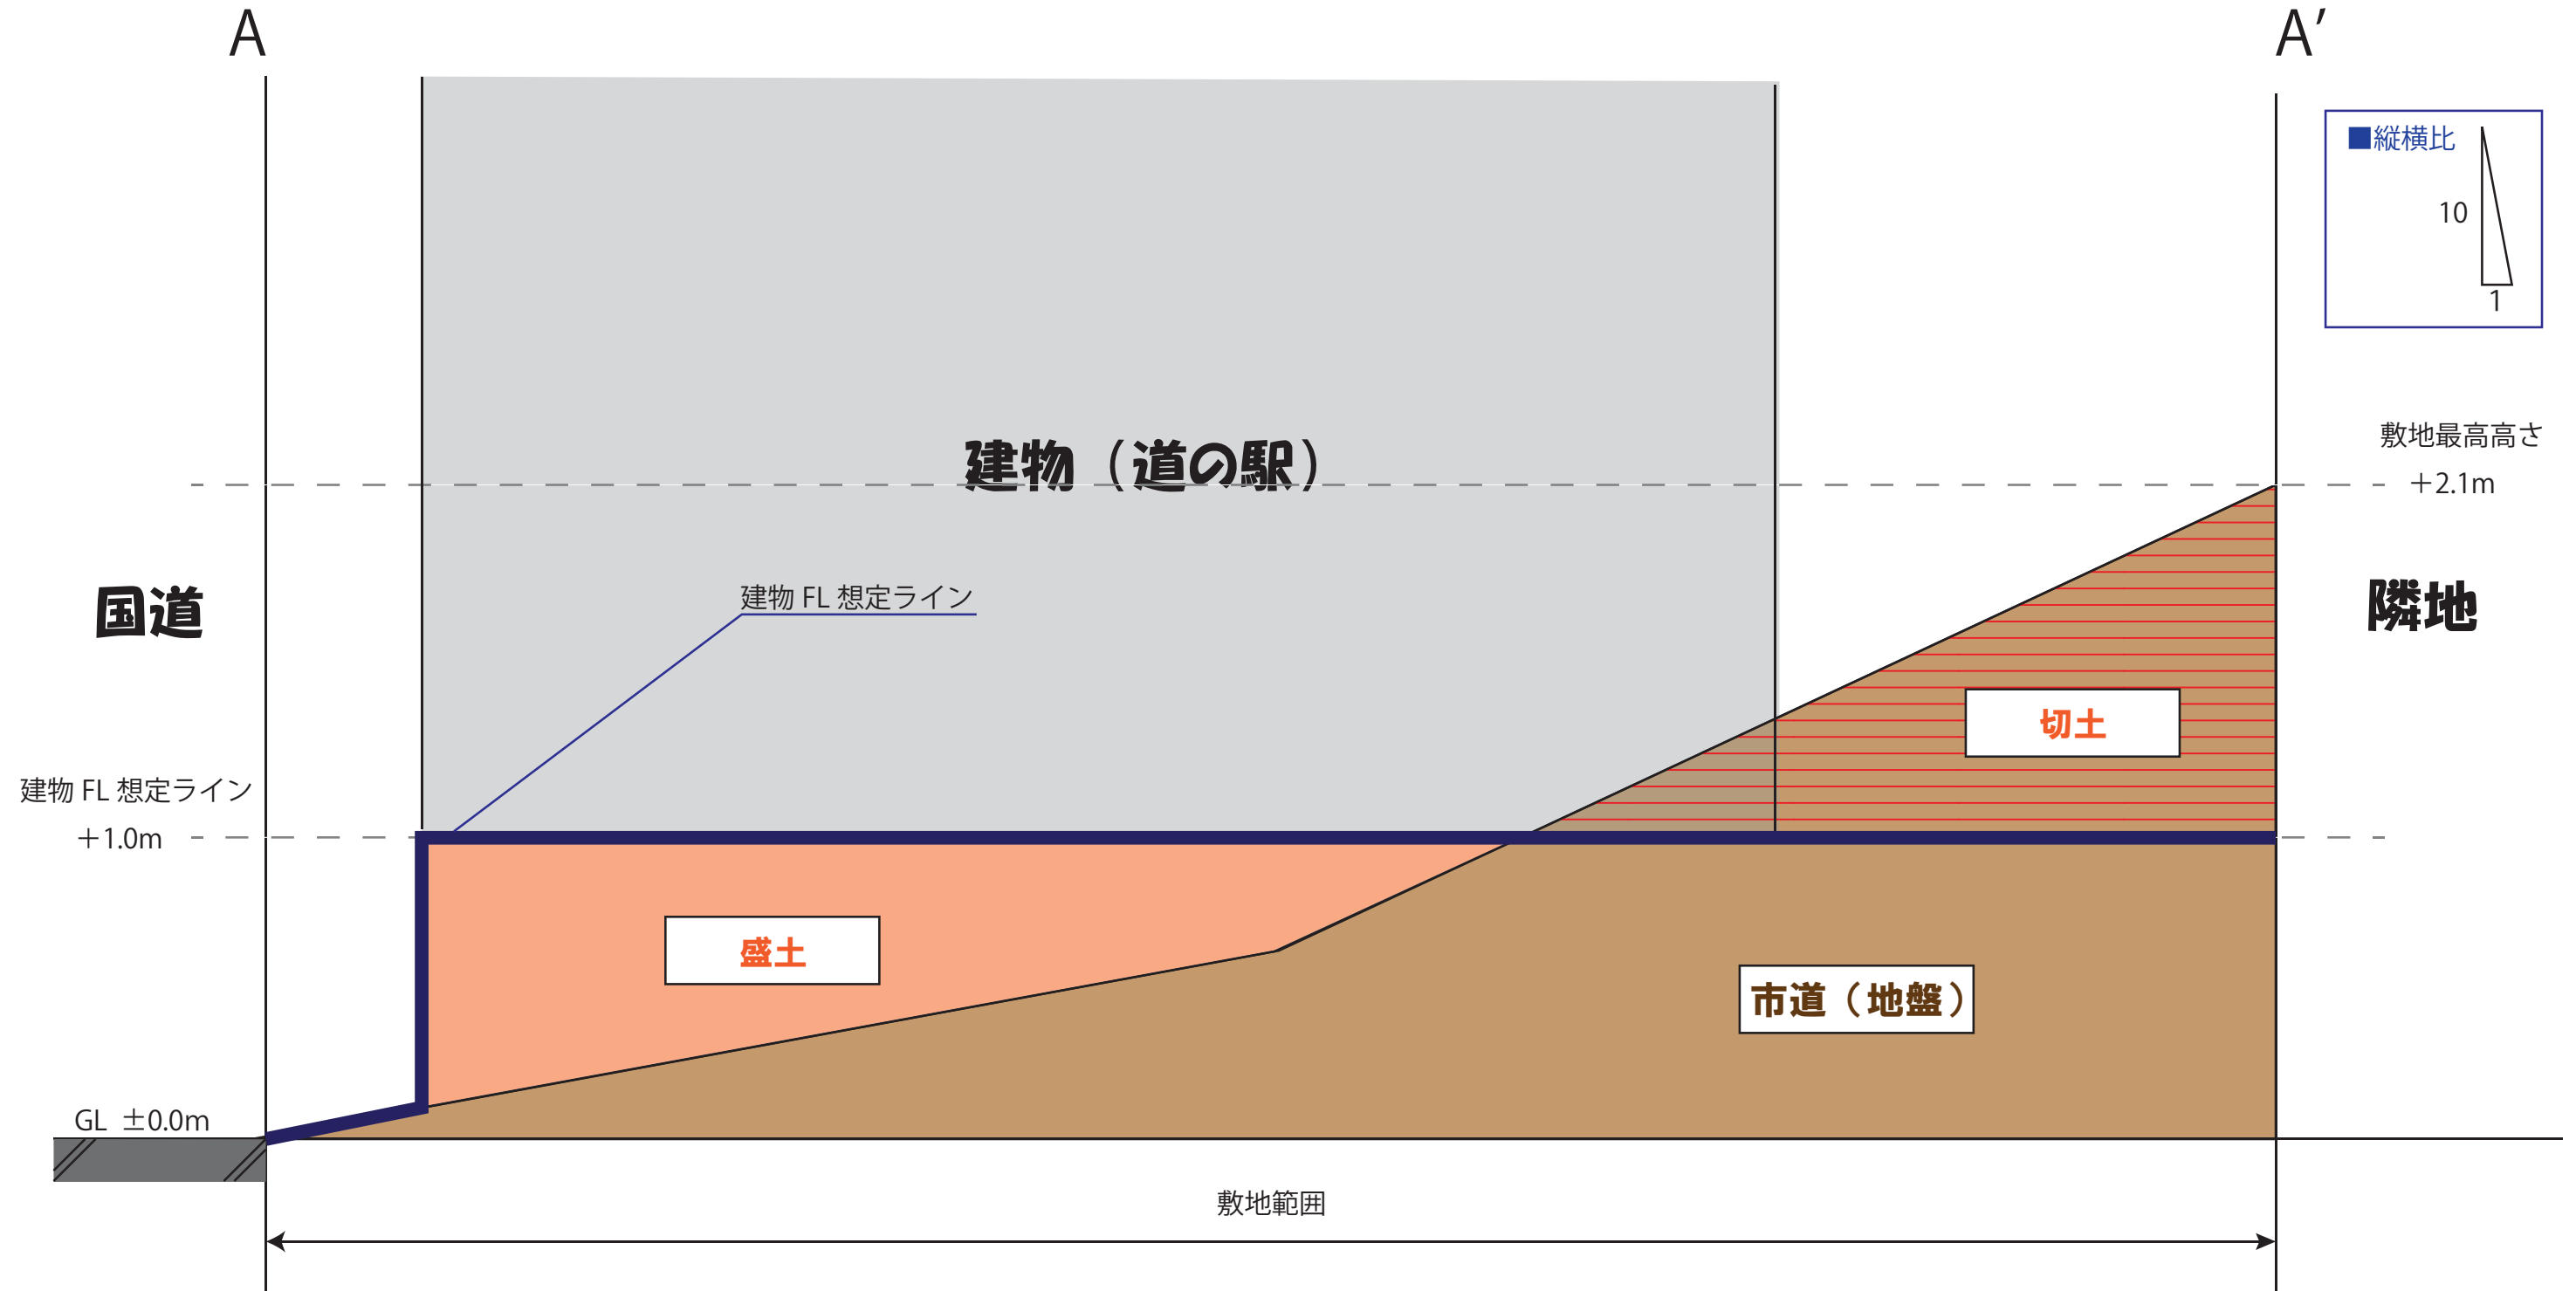 A
A’
■縦横比
10
1
敷地最高高さ
＋2.1m
建物（道の駅）
国道
隣地
建物 FL 想定ライン
建物 FL 想定ライン
＋1.0m
切土
盛土
市道（地盤）
GL ±0.0m
敷地範囲